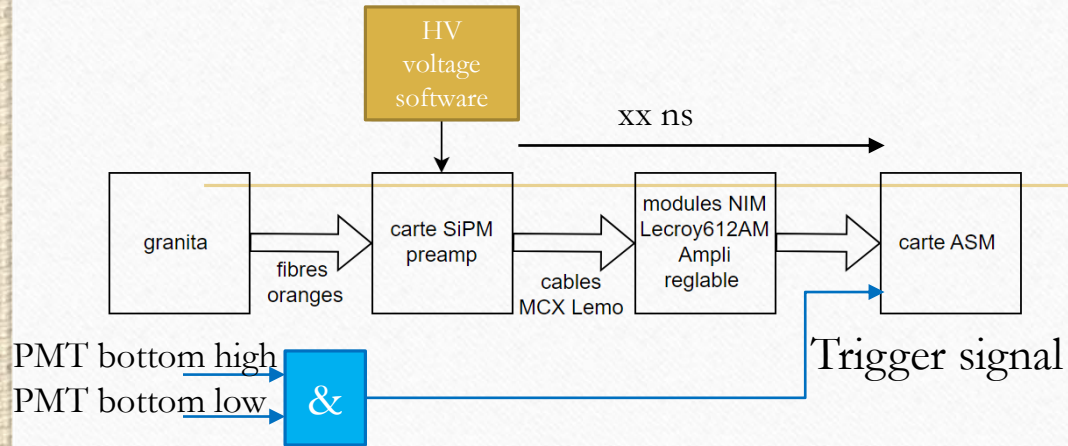 HV
voltage
software
xx ns
granita
fibres
oranges
carte SiPM
preamp
cables
MCX Lemo
modules NIM
Lecroy612AM
Ampli
reglable
carte ASM
PMT bottom high
PMT bottom low
&
Trigger signal